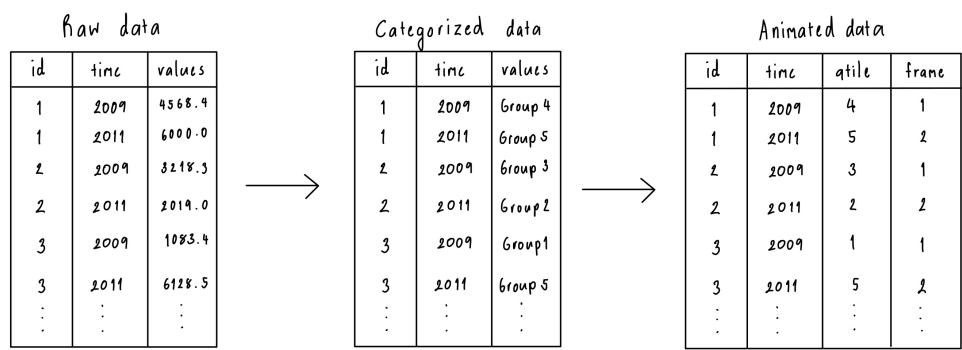 Raw data
id time values
1 2009 4568.4
1 2011 6000.0
2 2009 3218.3
2 2011 2019.0
3 2009 1083.4
3 2011 6128.5
Categorized data
id time values
1 2009 Group 4
1 2011 Group 5
2 2009 Group 3
2 2011 Group 2
3 2009 Group 1
3 2011 Group 5
Animated data
id time qtile frame
1 2009 4 1
1 2011 5 2
2 2009 3 1
2 2011 2 2
3 2009 1 1
3 2011 5 2